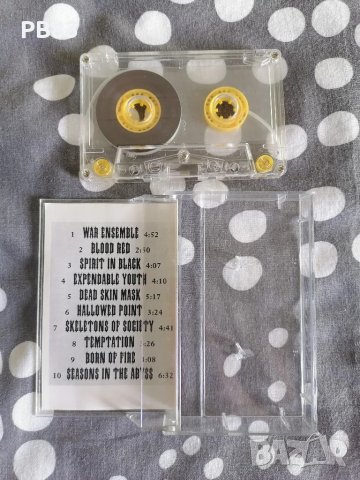 PB
1 WAR ENSEMBLE 4:52
2 BLOOD RED 2:50
3 SPIRIT IN BLACK 4:07
4 EXPENDABLE YOUTH 4:10
5 DEAD SKIN MASK 5:17
6 HALLOWED POINT 3:24
7 SKELETONS OF SOCIETY 4:41
8 TEMPTATION :26
9 BORN OF FIRE :08
10 SEASONS IN THE ABYSS 6:32
BAZAR